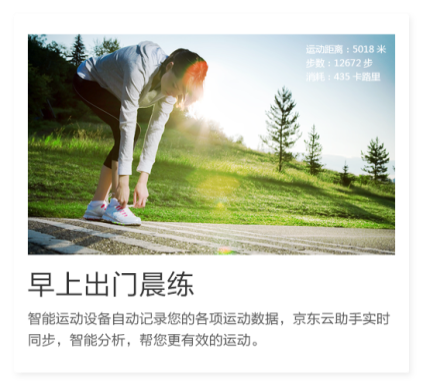 运动距离：5018 米
步数：12672 步
消耗：435 卡路里
早上出门晨练
智能运动设备自动记录您的各项运动数据，京东云助手实时
同步，智能分析，帮您更有效的运动。